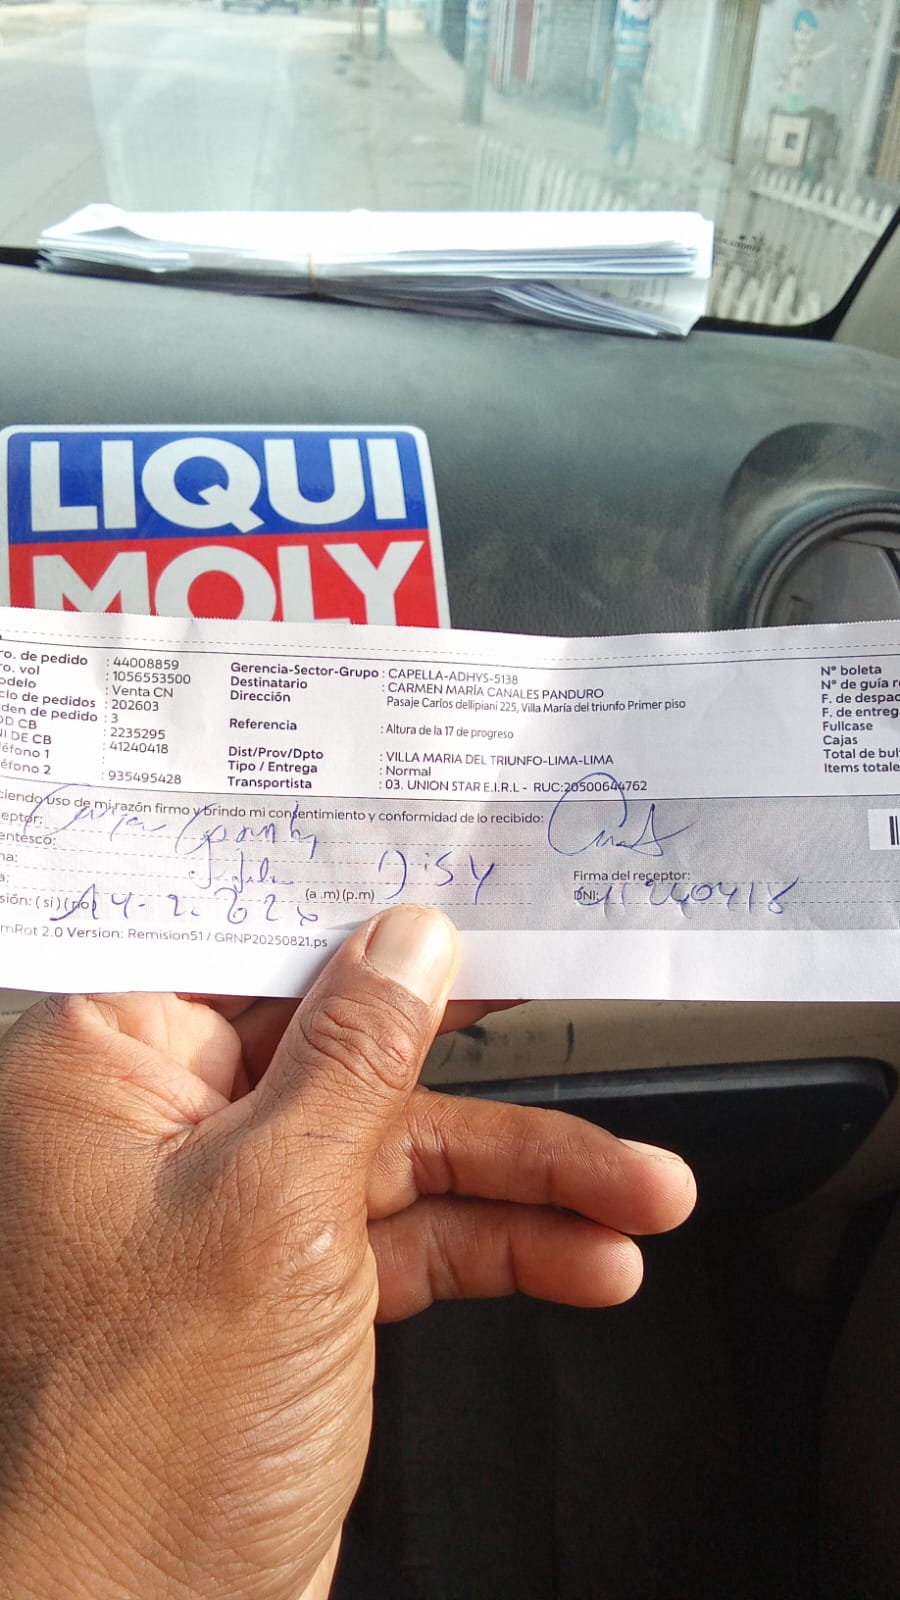 LIQUI
MOLY
ro. de pedido : 44008859
ro. vol : 1056553500
odelo : Venta CN
clo de pedidos : 202603
den de pedido : 3
OD CB : 2235295
NI DE CB : 41240418
léfono 1 :
éfono 2 : 935495428
Gerencia-Sector-Grupo : CAPELLA-ADHYS-5138
Destinatario : CARMEN MARÍA CANALES PANDURO
Dirección Pasaje Carlos dellipiani 225, Villa María del triunfo Primer piso
Referencia : Altura de la 17 de progreso
Dist/Prov/Dpto : VILLA MARIA DEL TRIUNFO-LIMA-LIMA
Tipo / Entrega : Normal
Transportista : 03. UNION STAR E.I.R.L - RUC:20500644762
N° boleta
N° de guía r
F. de despac
F. de entreg
Fullcase
Cajas
Total de bul
Items totale
ciendo uso de mi razón firmo y brindo mi consentimiento y conformidad de lo recibido:
eptor:
entesco:
na:
a: (a .m) (p.m)
sión: ( si ) (no)
Firma del receptor:
DNI: 41240418
mRot 2.0 Version: Remision51 / GRNP20250821.ps